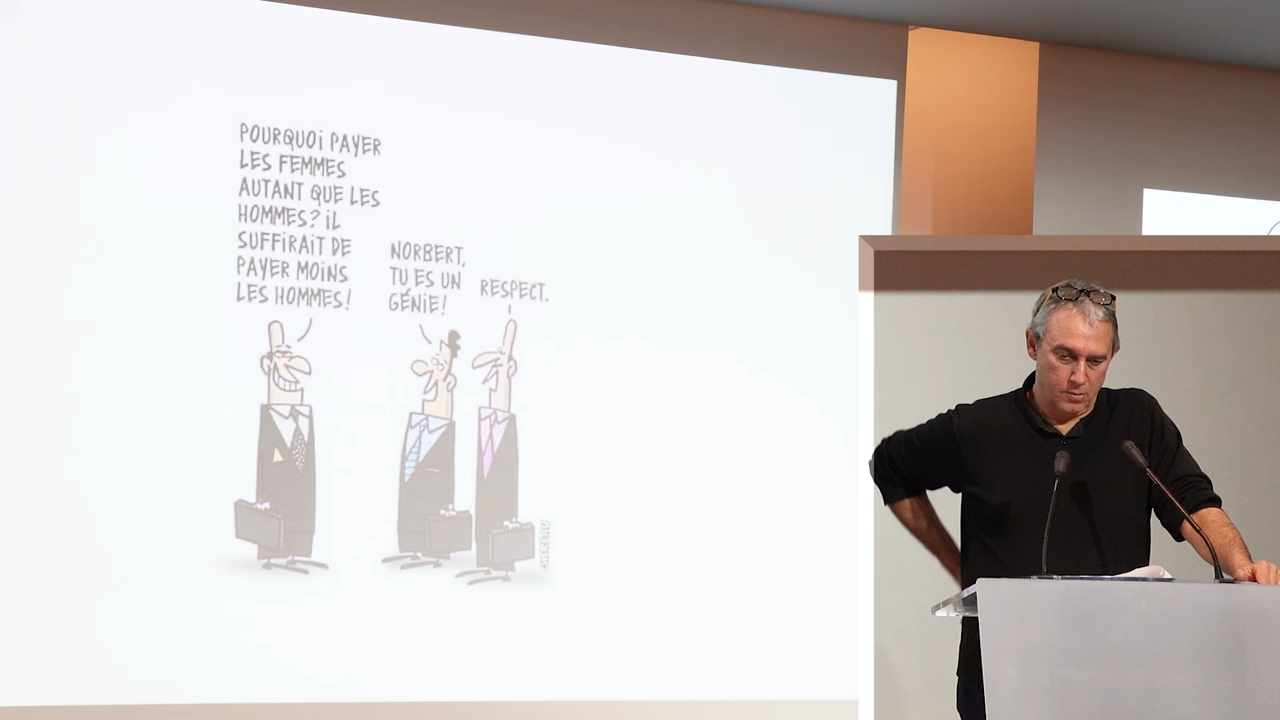 POURQUOI PAYER
LES FEMMES
AUTANT QUE LES
HOMMES? IL
SUFFIRAIT DE
PAYER MOINS
LES HOMMES!
NORBERT,
TU ES UN
GÉNIE!
RESPECT.